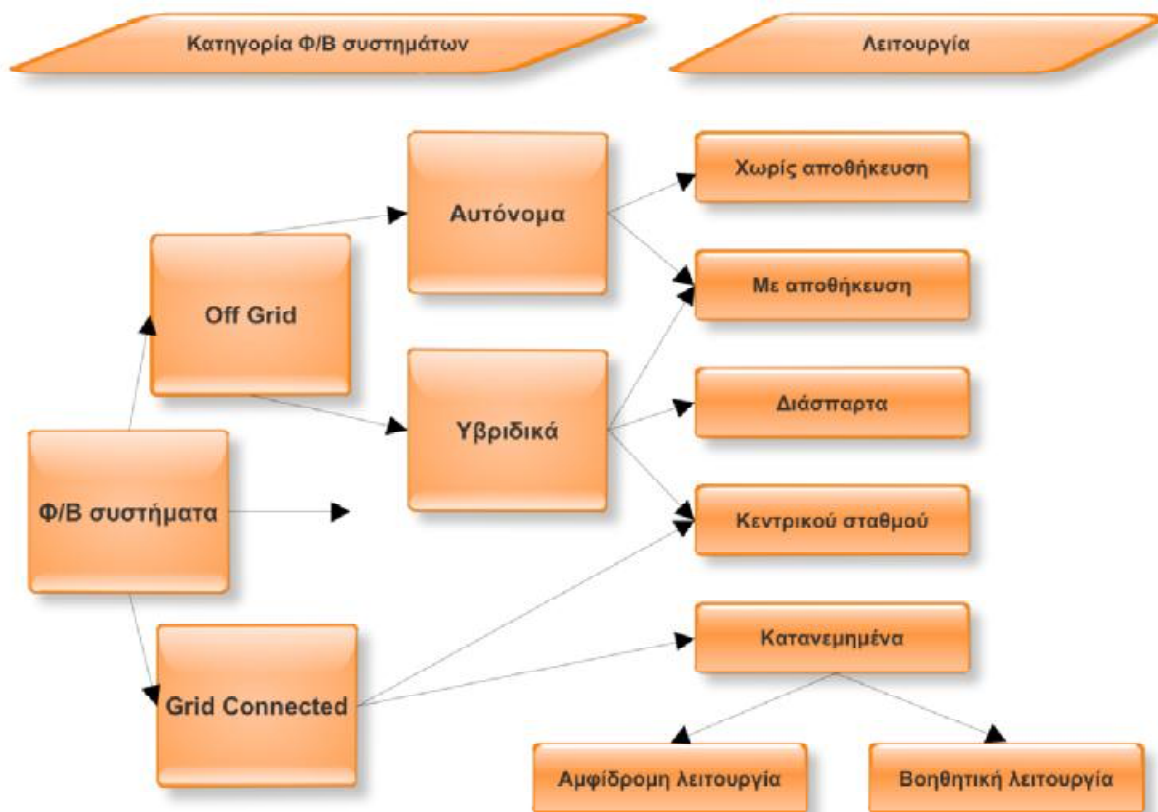 Κατηγορία Φ/Β συστημάτων
Λειτουργία
Αυτόνομα
Χωρίς αποθήκευση
Off Grid
Με αποθήκευση
Υβριδικά
Διάσπαρτα
Φ/Β συστήματα
Κεντρικού σταθμού
Grid Connected
Κατανεμημένα
Αμφίδρομη λειτουργία
Βοηθητική λειτουργία